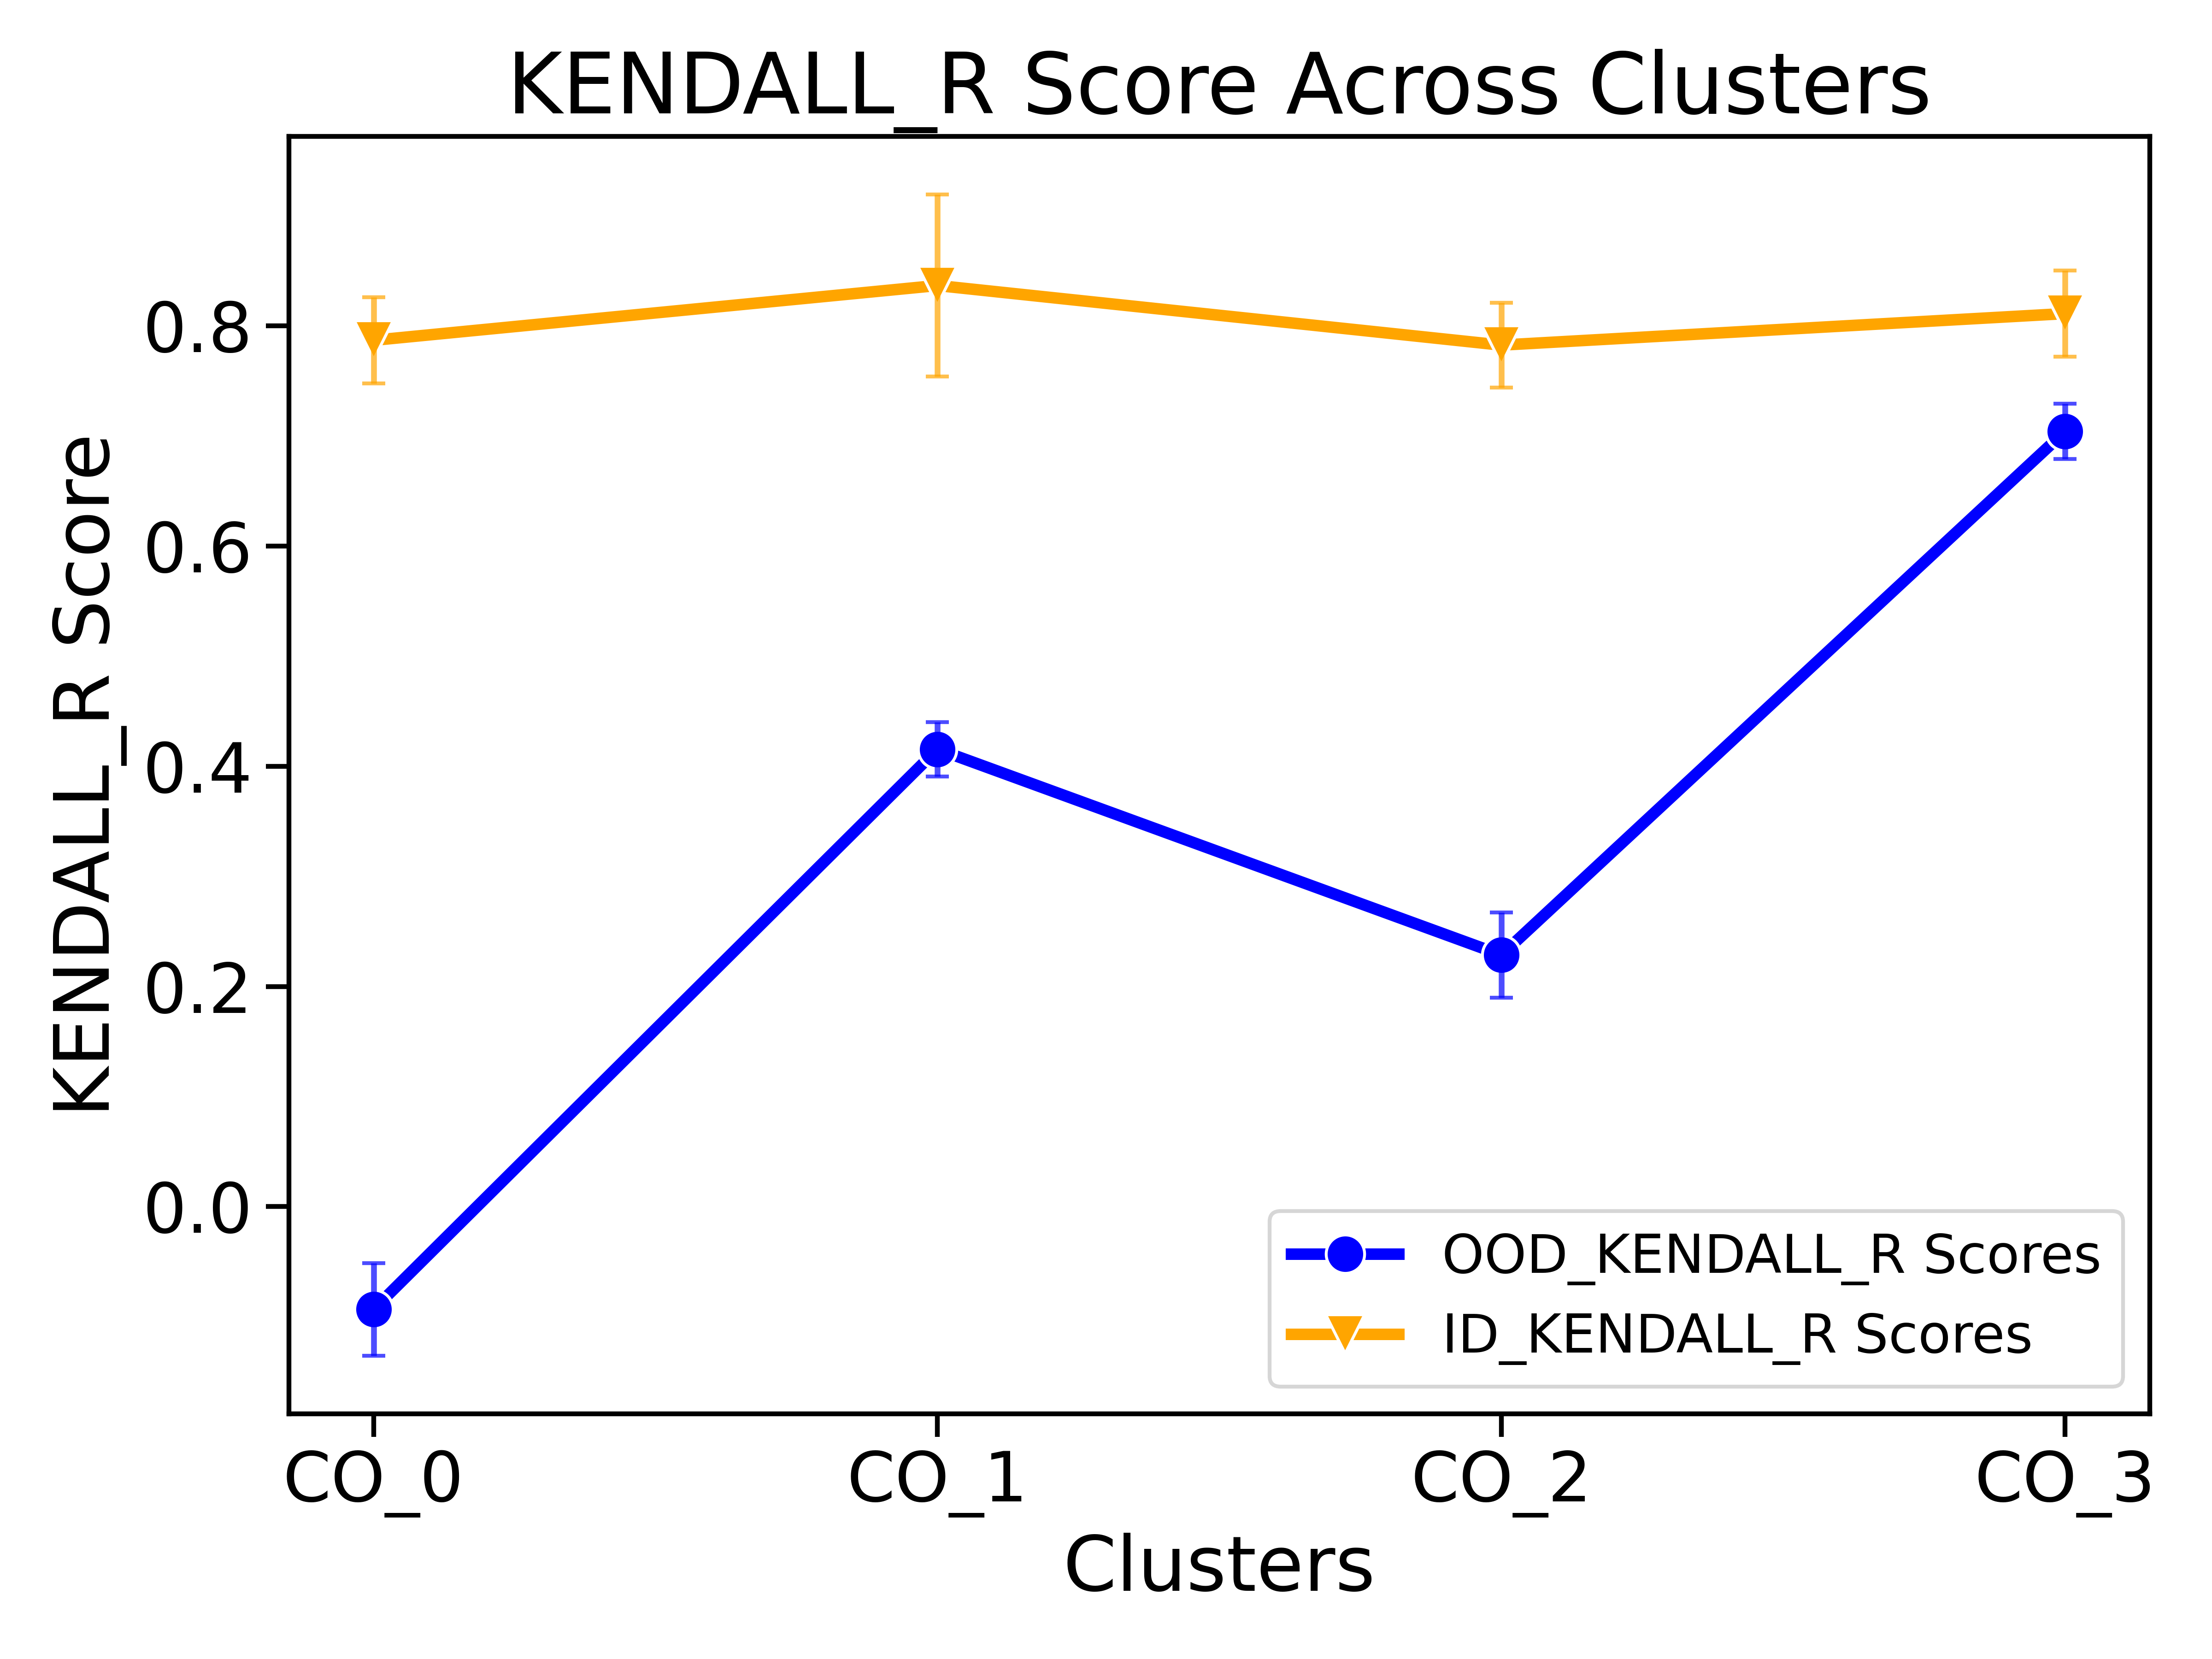 KENDALL_R Score Across Clusters
KENDALL_R Score
0.8
0.6
0.4
0.2
0.0
OOD_KENDALL_R Scores
ID_KENDALL_R Scores
CO_0 CO_1 CO_2 CO_3
Clusters